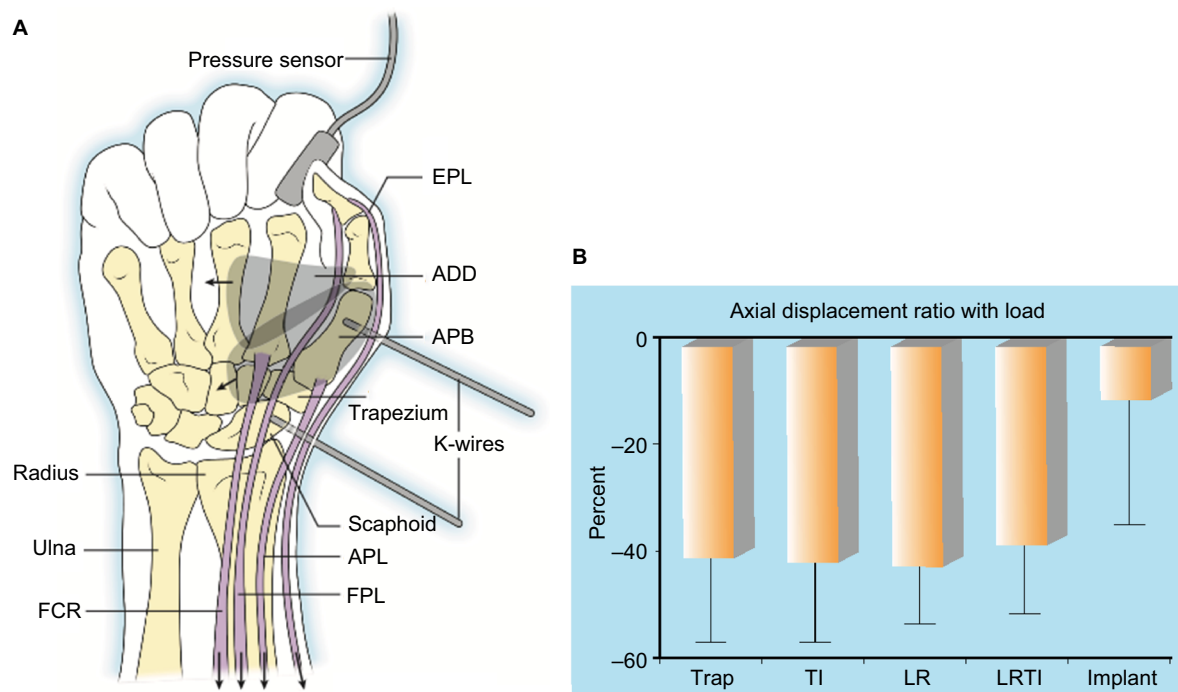 A
Pressure sensor
EPL
ADD
APB
Trapezium
K-wires
Radius
Scaphoid
Ulna
APL
FPL
FCR
B
Axial displacement ratio with load
0
–20
–40
–60
Percent
Trap TI LR LRTI Implant